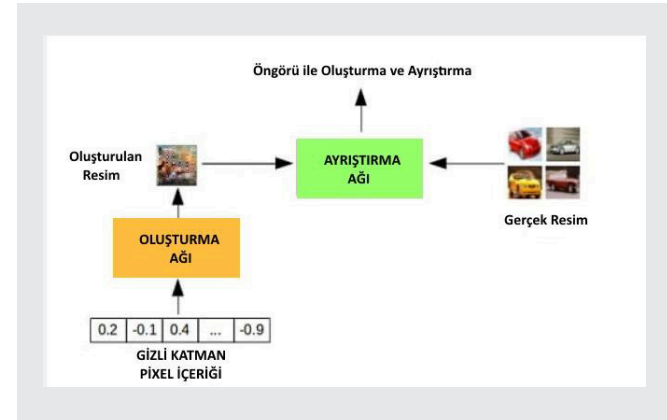 Öngörü ile Oluşturma ve Ayrıştırma
Oluşturulan
Resim
AYRIŞTIRMA
AĞI
Gerçek Resim
OLUŞTURMA
AĞI
0.2 -0.1 0.4 ... -0.9
GİZLİ KATMAN
PİXEL İÇERİĞİ